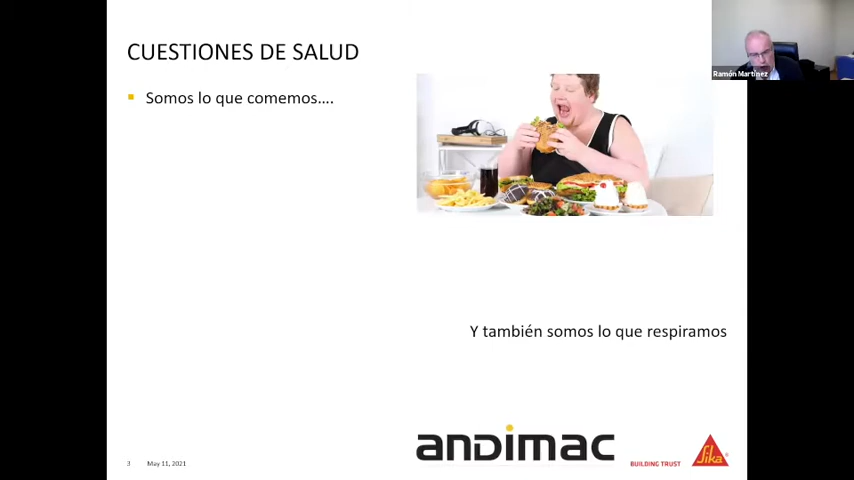 CUESTIONES DE SALUD
Ramón Martínez
Somos lo que comemos....
Y también somos lo que respiramos
andimac
BUILDING TRUST
Sika
3 May 11, 2021